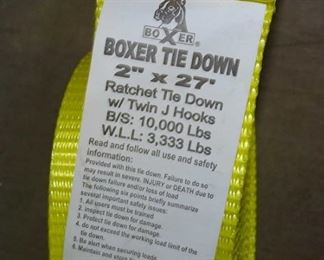 BOXER®
BOXER TIE DOWN
2" x 27'
Ratchet Tie Down
w/ Twin J Hooks
B/S: 10,000 Lbs
W.L.L: 3,333 Lbs
Read and follow all use and safety
information:
Provided with this tie down. Failure to do so
may result in severe. INJURY or DEATH due to
tie down failure and/or loss of load
The following six points briefly summarize
several important safety issues:
1. All users must be trained
2. inspect tie down for damage.
3. Protect tie down for damage.
4. do not exceed the working load limit of the
tie down.
5. Be alert when securing loads.
6. Maintain and store